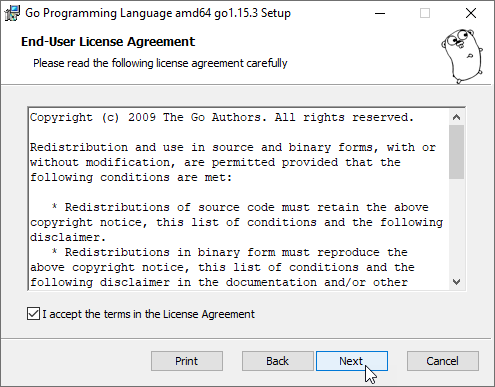 Go Programming Language amd64 go1.15.3 Setup
End-User License Agreement
Please read the following license agreement carefully
Copyright (c) 2009 The Go Authors. All rights reserved.
Redistribution and use in source and binary forms, with or
without modification, are permitted provided that the
following conditions are met:
* Redistributions of source code must retain the above
copyright notice, this list of conditions and the following
disclaimer.
* Redistributions in binary form must reproduce the
above copyright notice, this list of conditions and the
following disclaimer in the documentation and/or other
I accept the terms in the License Agreement
Print Back Next Cancel